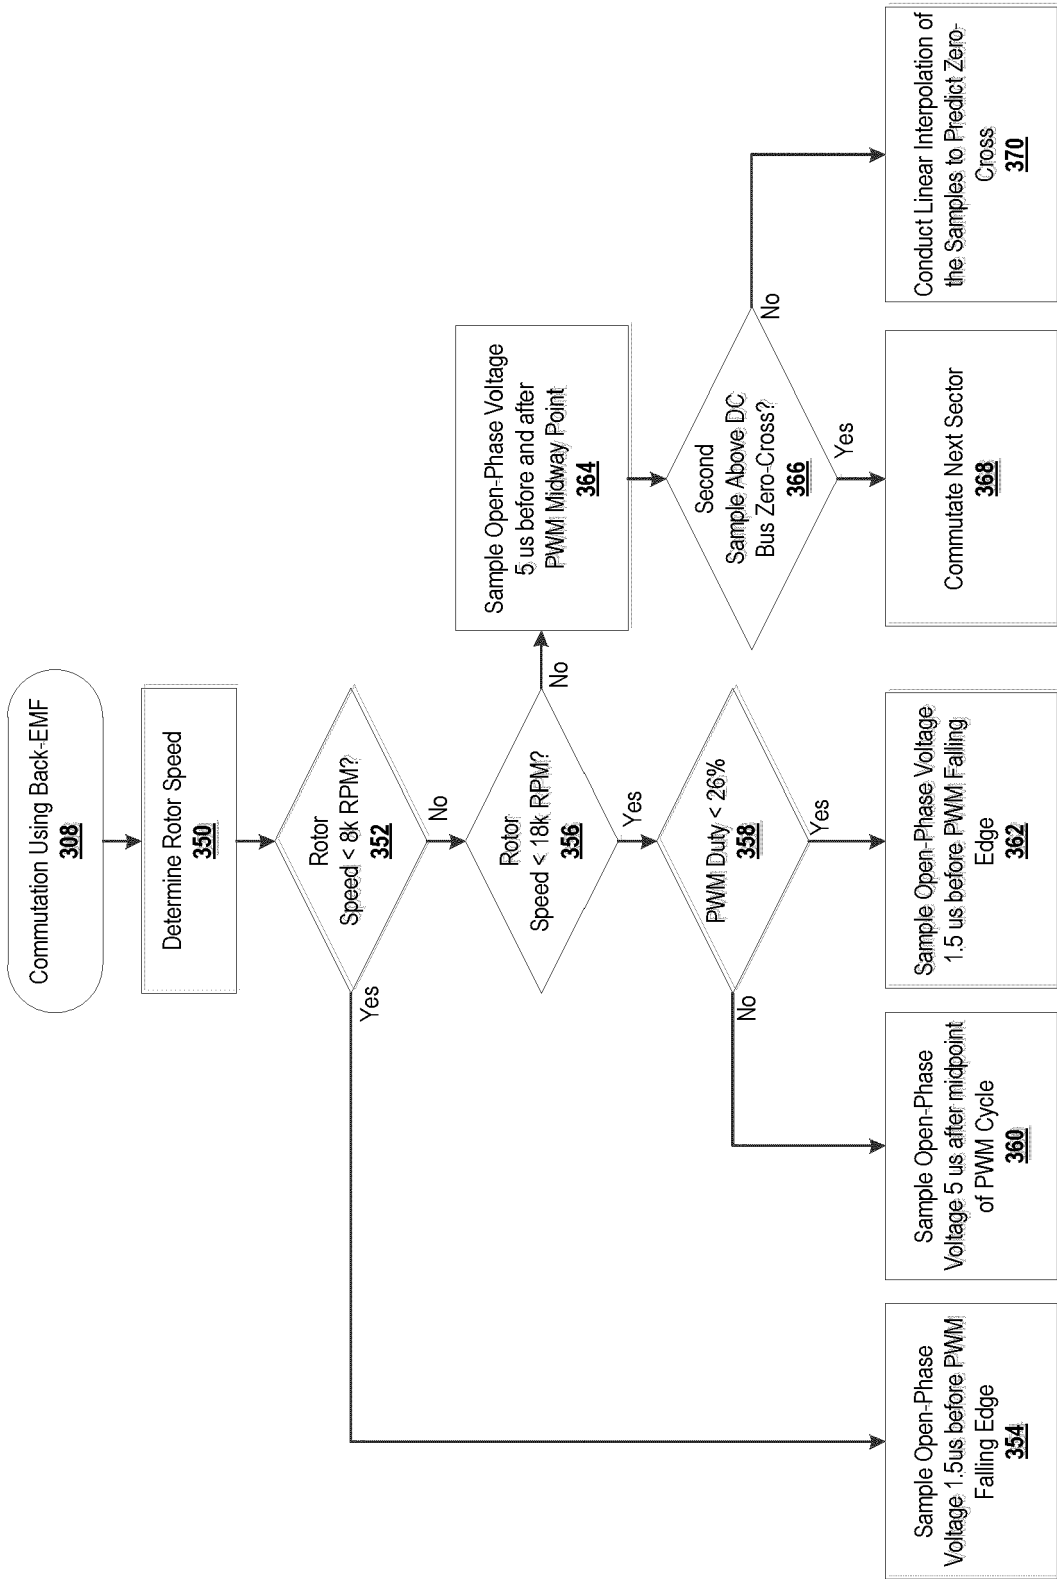 Commutation Using Back-EMF
308
Determine Rotor Speed
350
Rotor
Speed < 8k RPM?
352
Yes
No
Rotor
Speed < 18k RPM?
356
No
Yes
Sample Open-Phase Voltage
5 us before and after
PWM Midway Point
364
PWM Duty < 26%
358
No
Yes
Second
Sample Above DC
Bus Zero-Cross?
366
No
Yes
Sample Open-Phase
Voltage 1.5us before PWM
Falling Edge
354
Sample Open-Phase
Voltage 5 us after midpoint
of PWM Cycle
360
Sample Open-Phase Voltage
1.5 us before PWM Falling
Edge
362
Commutate Next Sector
368
Conduct Linear Interpolation of
the Samples to Predict Zero-
Cross
370